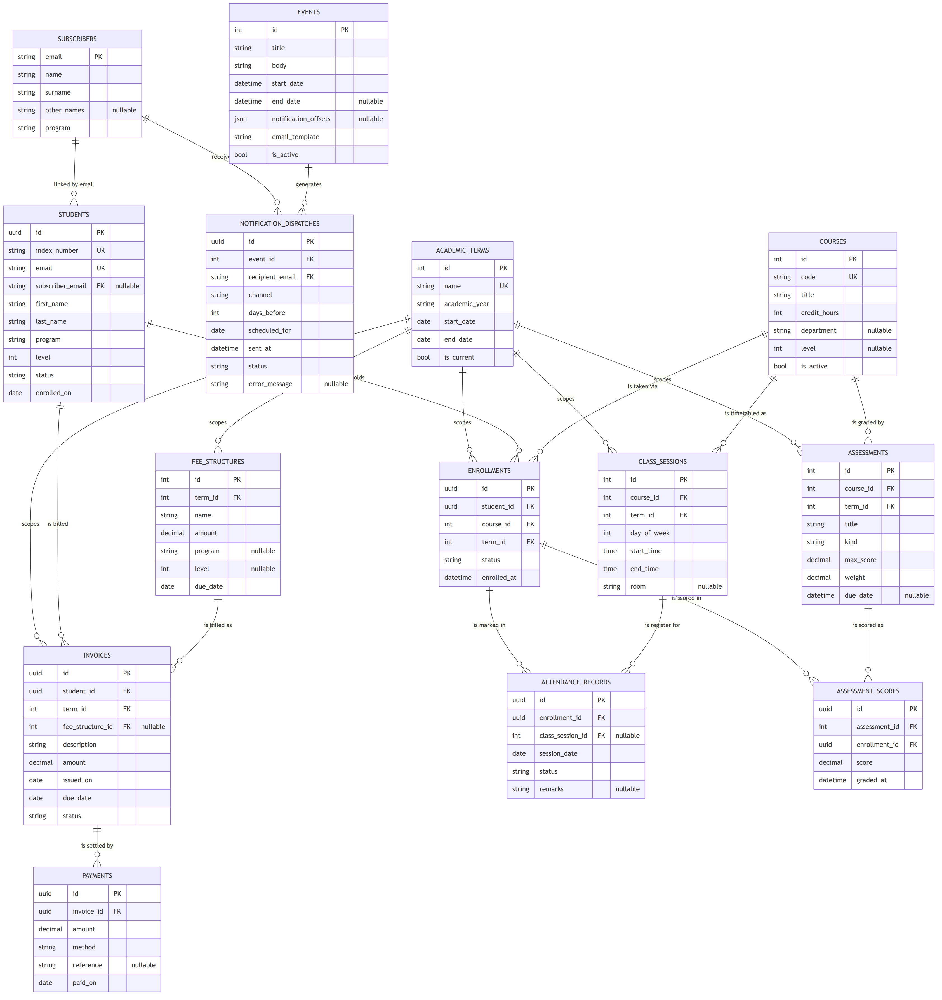 EVENTS
int id PK
string title
string body
datetime start_date
datetime end_date nullable
json notification_offsets nullable
string email_template
bool is_active
SUBSCRIBERS
string email PK
string name
string surname
string other_names nullable
string program
receive
linked by email
generates
STUDENTS
uuid id PK
string index_number UK
string email UK
string subscriber_email FK nullable
string first_name
string last_name
string program
int level
string status
date enrolled_on
NOTIFICATION_DISPATCHES
uuid id PK
int event_id FK
string recipient_email FK
string channel
int days_before
date scheduled_for
datetime sent_at
string status
string error_message nullable
ACADEMIC_TERMS
int id PK
string name UK
string academic_year
date start_date
date end_date
bool is_current
COURSES
int id PK
string code UK
string title
int credit_hours
string department nullable
int level nullable
bool is_active
olds
scopes
is taken via
scopes
is timetabled as
scopes
scopes
is graded by
FEE_STRUCTURES
int id PK
int term_id FK
string name
decimal amount
string program nullable
int level nullable
date due_date
ENROLLMENTS
uuid id PK
uuid student_id FK
int course_id FK
int term_id FK
string status
datetime enrolled_at
CLASS_SESSIONS
int id PK
int course_id FK
int term_id FK
int day_of_week
time start_time
time end_time
string room nullable
ASSESSMENTS
int id PK
int course_id FK
int term_id FK
string title
string kind
decimal max_score
decimal weight
datetime due_date nullable
scopes
is billed
is scored in
is billed as
is marked in
is register for
is scored as
INVOICES
uuid id PK
uuid student_id FK
int term_id FK
int fee_structure_id FK nullable
string description
decimal amount
date issued_on
date due_date
string status
ATTENDANCE_RECORDS
uuid id PK
uuid enrollment_id FK
int class_session_id FK nullable
date session_date
string status
string remarks nullable
ASSESSMENT_SCORES
uuid id PK
int assessment_id FK
uuid enrollment_id FK
decimal score
datetime graded_at
is settled by
PAYMENTS
uuid id PK
uuid invoice_id FK
decimal amount
string method
string reference nullable
date paid_on